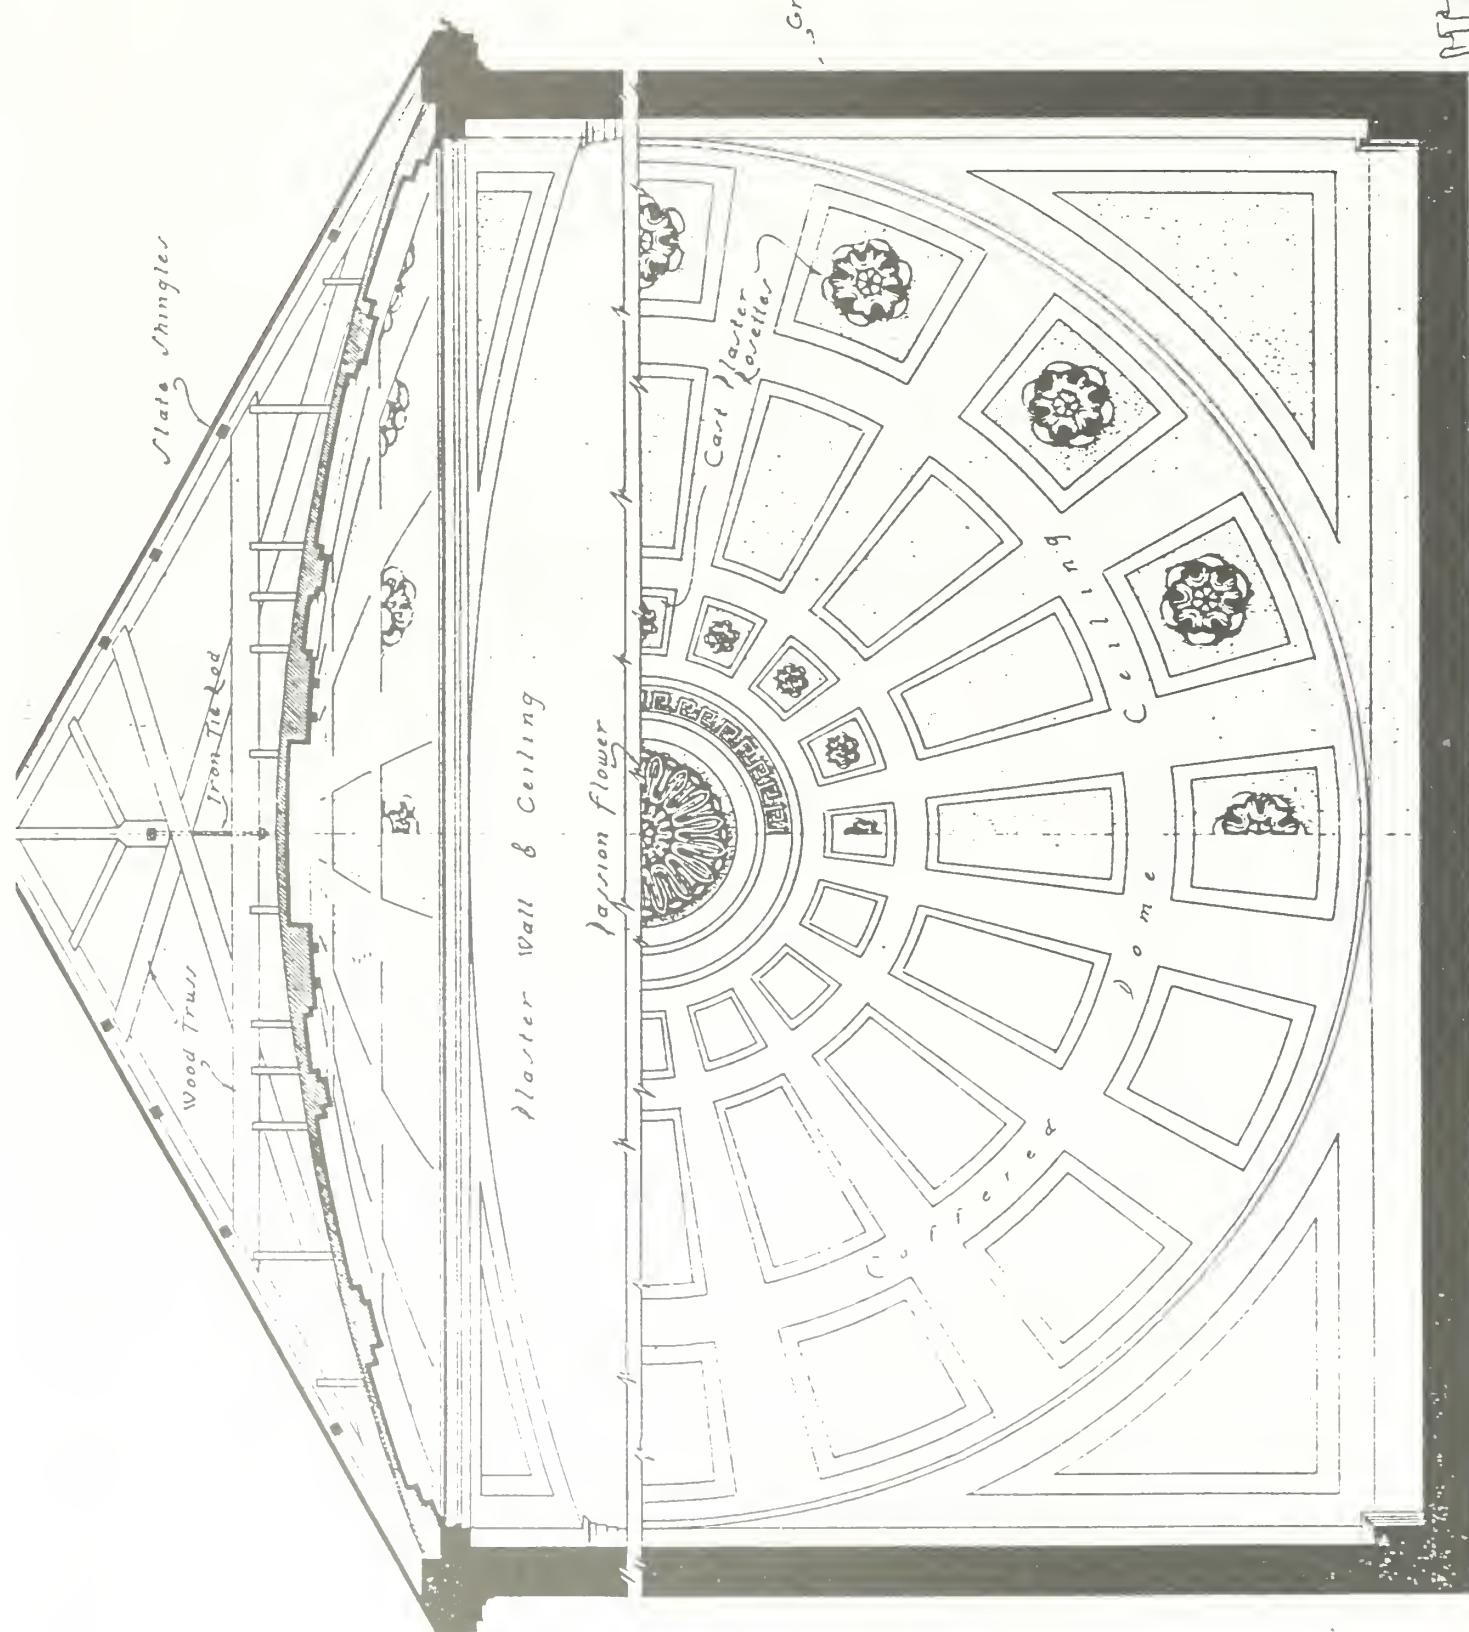 Slate Shingles
Iron Tie Rod
Wood Truss
Plaster Wall & Ceiling
Passion Flower
Cast Plaster
Rosettes
Coffered Dome Ceiling